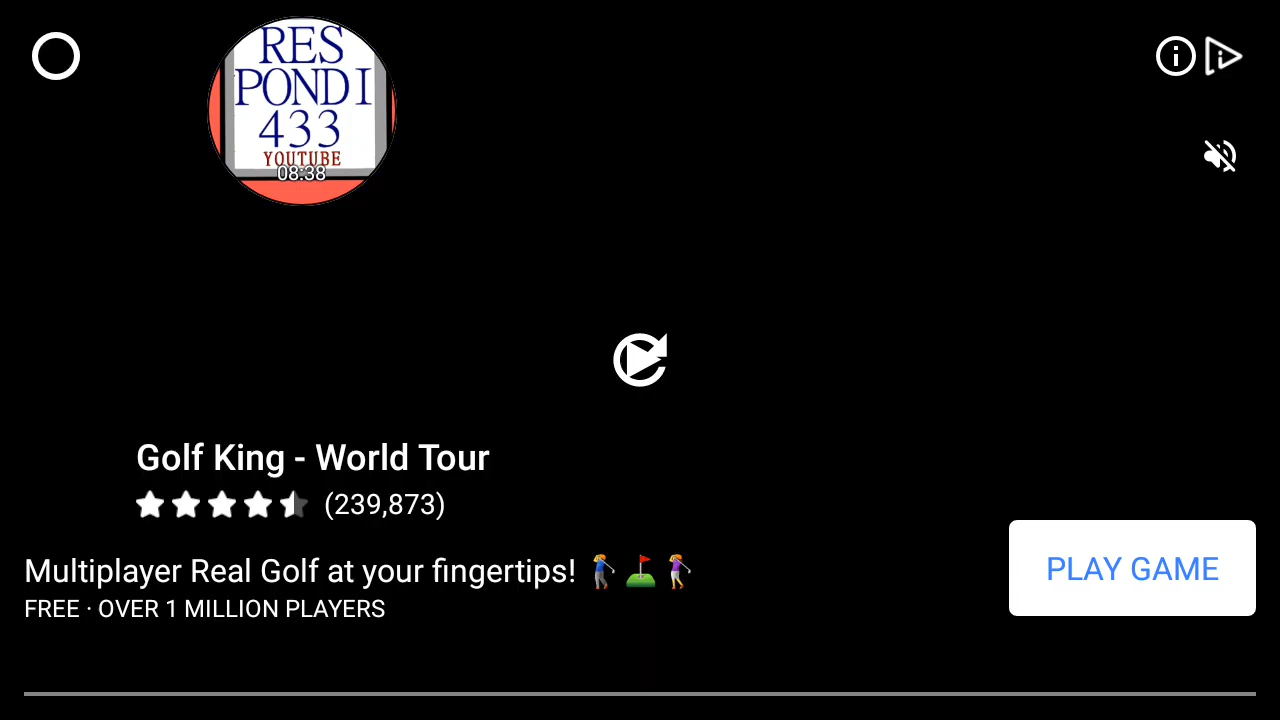 RES
PONDI
433
YOUTUBE
08:38
Golf King - World Tour
(239,873)
Multiplayer Real Golf at your fingertips! 🏌️⛳🏌️‍♀️
FREE · OVER 1 MILLION PLAYERS
PLAY GAME